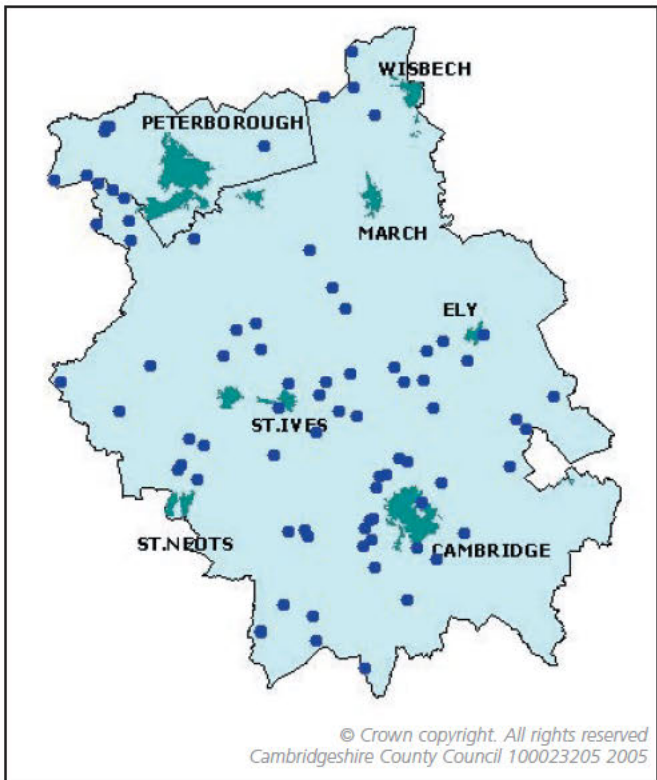 WISBECH
PETERBOROUGH
MARCH
ELY
ST.IVES
ST.NEOTS
CAMBRIDGE
© Crown copyright. All rights reserved
Cambridgeshire County Council 100023205 2005